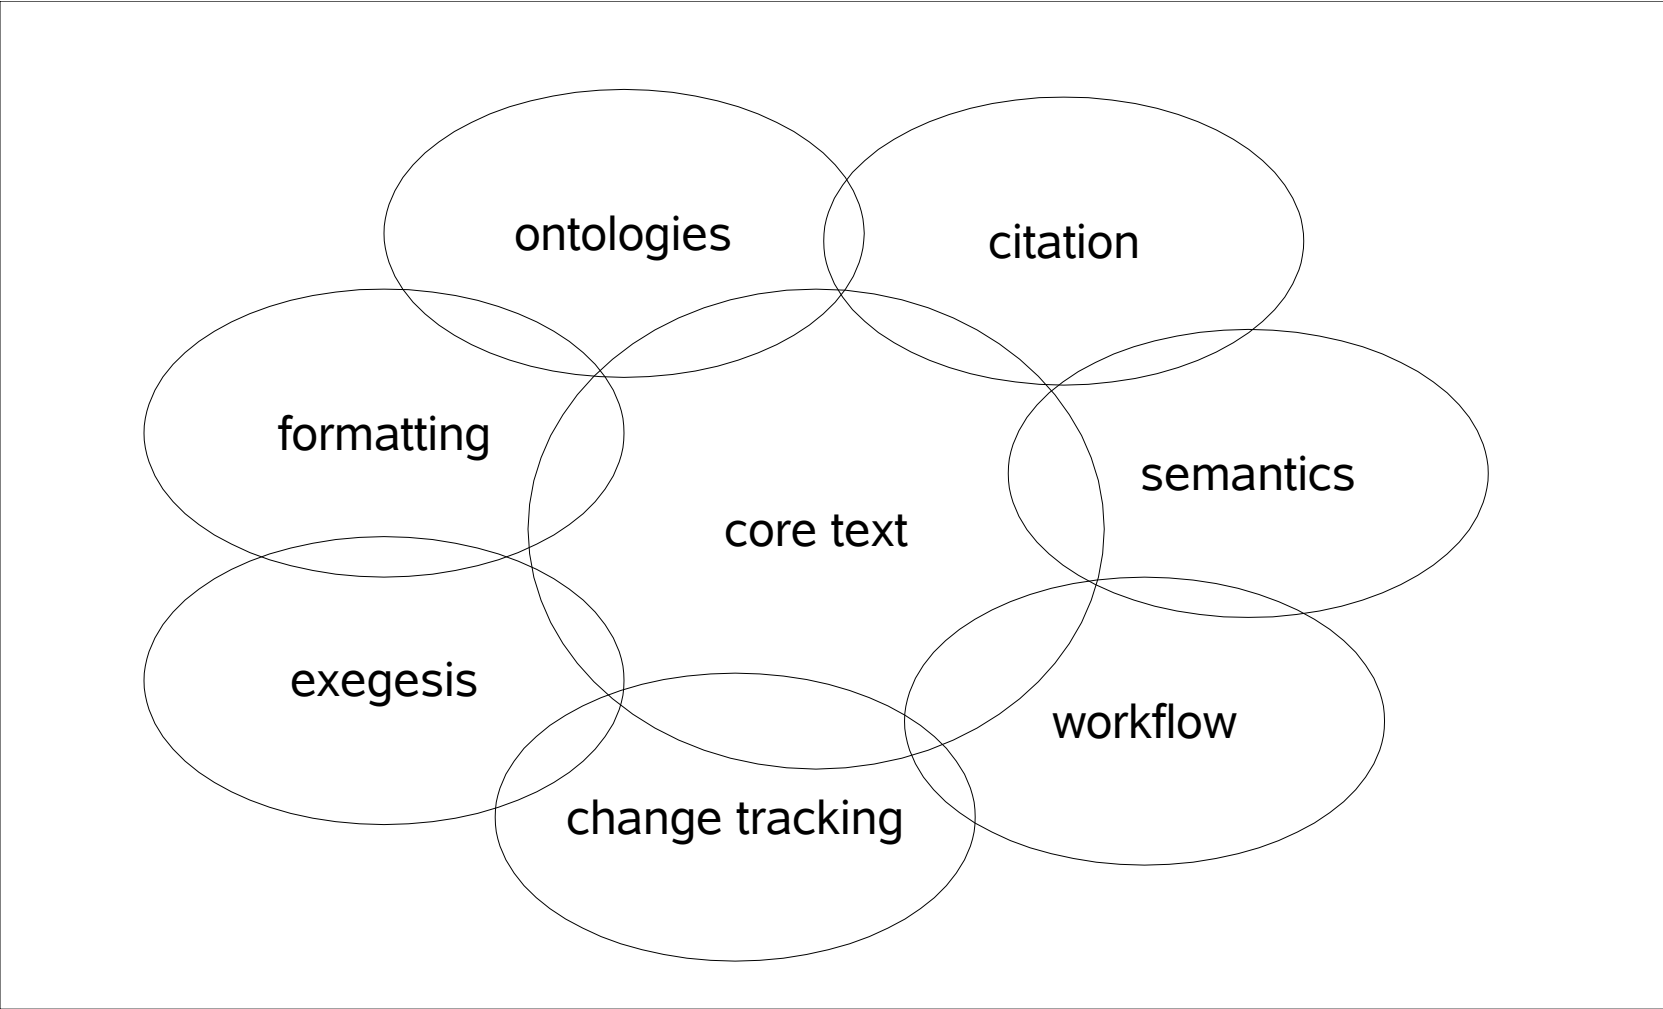 ontologies
citation
formatting
semantics
core text
exegesis
workflow
change tracking